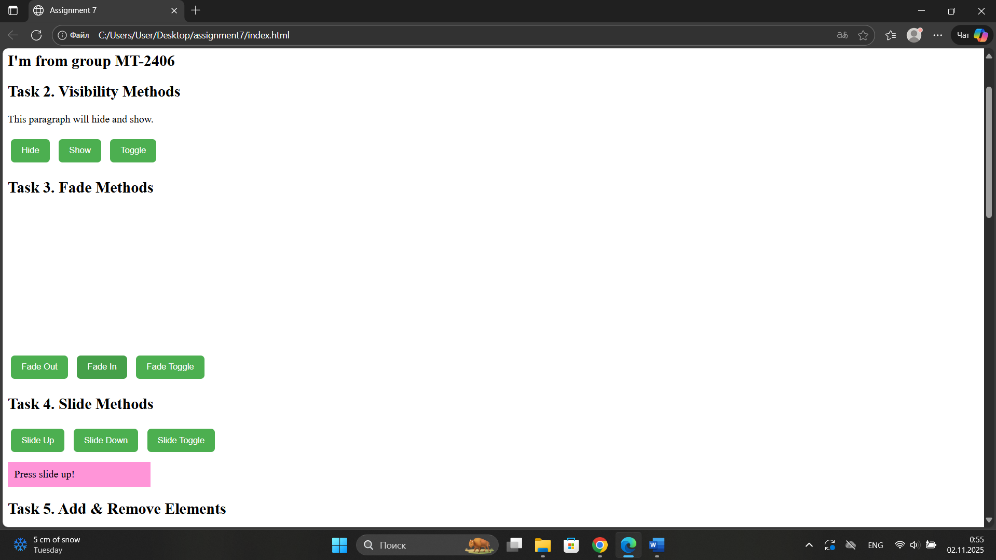 Assignment 7
Файл C:/Users/User/Desktop/assignment7/index.html
Чат
I'm from group MT-2406
Task 2. Visibility Methods
This paragraph will hide and show.
Hide Show Toggle
Task 3. Fade Methods
Fade Out Fade In Fade Toggle
Task 4. Slide Methods
Slide Up Slide Down Slide Toggle
Press slide up!
Task 5. Add & Remove Elements
5 cm of snow
Tuesday
Поиск
ENG
0:55
02.11.2025